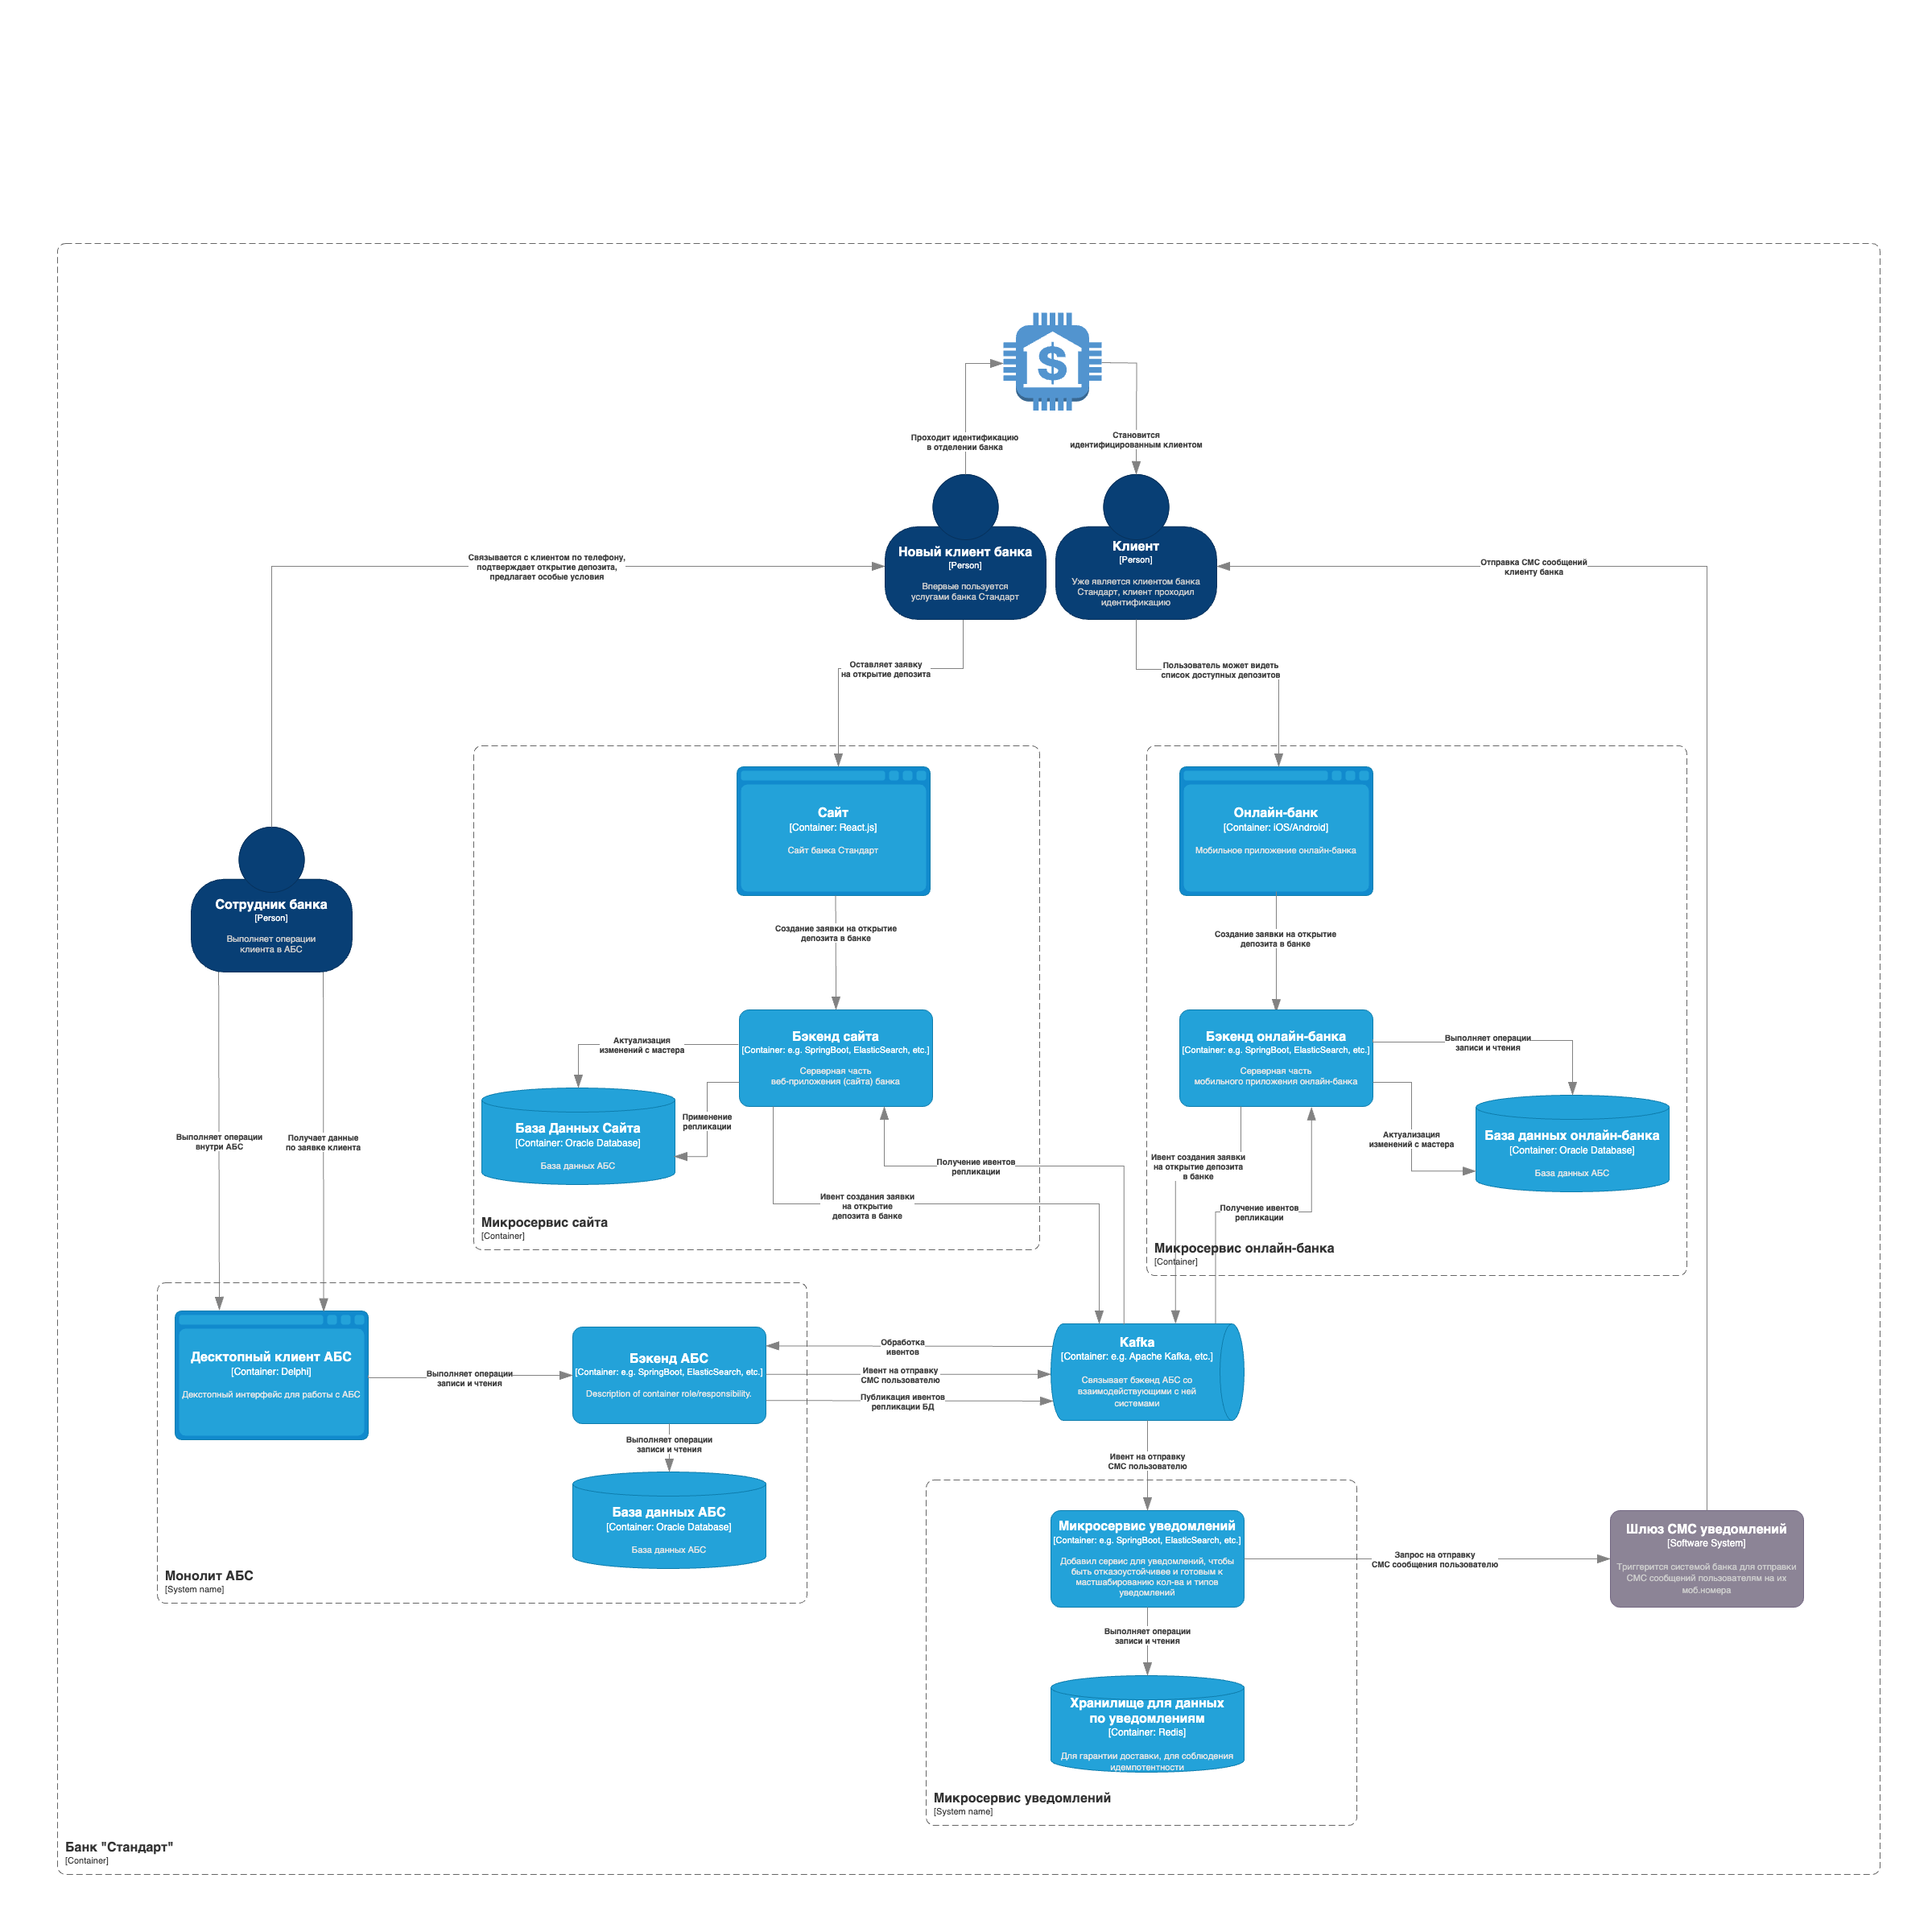 Проходит идентификацию
в отделении банка
Становится
идентифицированным клиентом
Новый клиент банка
[Person]
Впервые пользуется
услугами банка Стандарт
Клиент
[Person]
Уже является клиентом банка
Стандарт, клиент проходил
идентификацию
Связывается с клиентом по телефону,
подтверждает открытие депозита,
предлагает особые условия
Отправка СМС сообщений
клиенту банка
Оставляет заявку
на открытие депозита
Пользователь может видеть
список доступных депозитов
Сайт
[Container: React.js]
Сайт банка Стандарт
Онлайн-банк
[Container: iOS/Android]
Мобильное приложение онлайн-банка
Сотрудник банка
[Person]
Выполняет операции
клиента в АБС
Создание заявки на открытие
депозита в банке
Создание заявки на открытие
депозита в банке
Бэкенд сайта
[Container: e.g. SpringBoot, ElasticSearch, etc.]
Серверная часть
веб-приложения (сайта) банка
Бэкенд онлайн-банка
[Container: e.g. SpringBoot, ElasticSearch, etc.]
Серверная часть
мобильного приложения онлайн-банка
Актуализация
изменений с мастера
Выполняет операции
записи и чтения
Применение
репликации
База Данных Сайта
[Container: Oracle Database]
База данных АБС
Актуализация
изменений с мастера
База данных онлайн-банка
[Container: Oracle Database]
База данных АБС
Выполняет операции
внутри АБС
Получает данные
по заявке клиента
Получение ивентов
репликации
Ивент создания заявки
на открытие депозита
в банке
Ивент создания заявки
на открытие
депозита в банке
Получение ивентов
репликации
Микросервис сайта
[Container]
Микросервис онлайн-банка
[Container]
Десктопный клиент АБС
[Container: Delphi]
Декстопный интерфейс для работы с АБС
Выполняет операции
записи и чтения
Бэкенд АБС
[Container: e.g. SpringBoot, ElasticSearch, etc.]
Description of container role/responsibility.
Обработка
ивентов
Ивент на отправку
СМС пользователю
Публикация ивентов
репликации БД
Kafka
[Container: e.g. Apache Kafka, etc.]
Связывает бэкенд АБС со
взаимодействующими с ней
системами
Выполняет операции
записи и чтения
Ивент на отправку
СМС пользователю
База данных АБС
[Container: Oracle Database]
База данных АБС
Монолит АБС
[System name]
Микросервис уведомлений
[Container: e.g. SpringBoot, ElasticSearch, etc.]
Добавил сервис для уведомлений, чтобы
быть отказоустойчивее и готовым к
мастшабированию кол-ва и типов
уведомлений
Запрос на отправку
СМС сообщения пользователю
Шлюз СМС уведомлений
[Software System]
Триггерится системой банка для отправки
СМС сообщений пользователям на их
моб.номера
Выполняет операции
записи и чтения
Хранилище для данных
по уведомлениям
[Container: Redis]
Для гарантии доставки, для соблюдения
идемпотентности
Микросервис уведомлений
[System name]
Банк "Стандарт"
[Container]